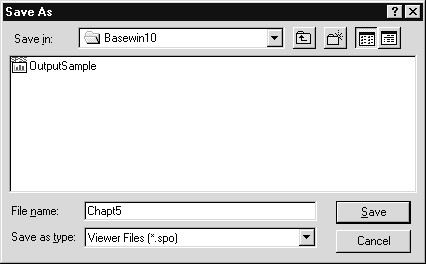 Save As
Save in: Basewin10
OutputSample
File name: Chapt5 Save
Save as type: Viewer Files (*.spo) Cancel